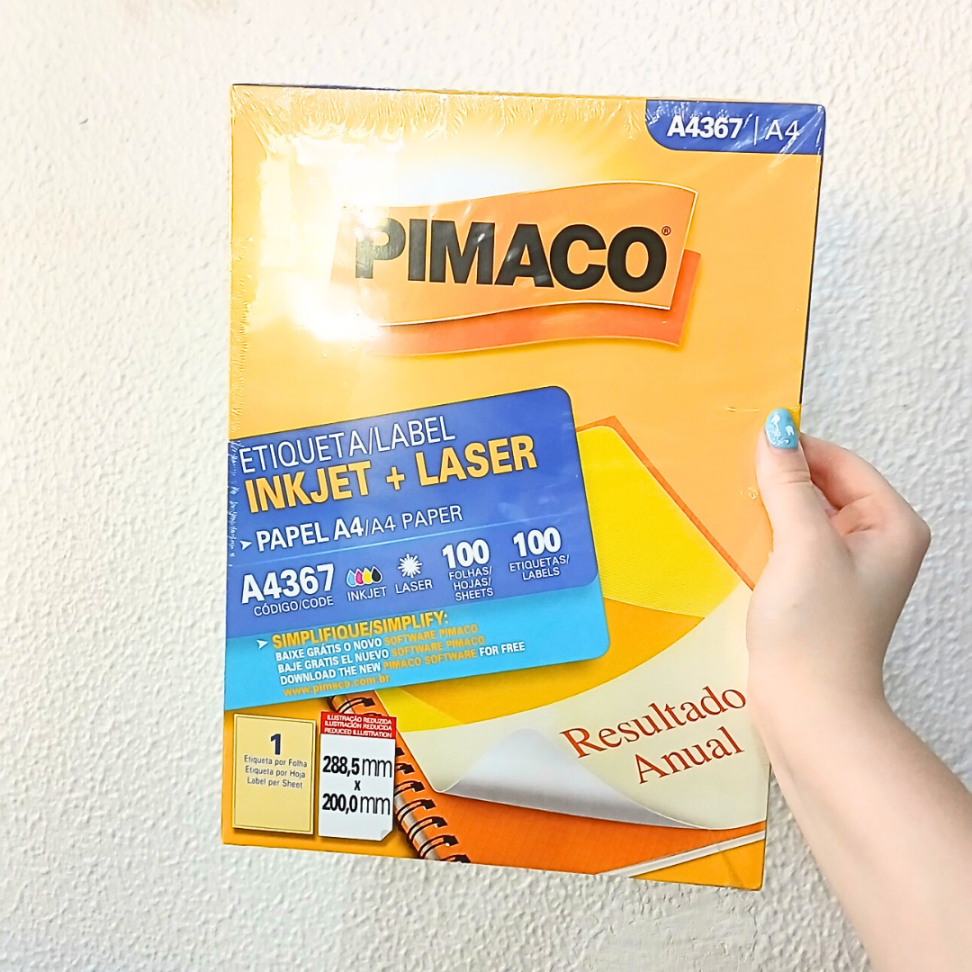 A4367 | A4
PIMACO®
ETIQUETA/LABEL
INKJET + LASER
PAPEL A4/A4 PAPER
A4367
CÓDIGO/CODE
INKJET
LASER
100
FOLHAS/
HOJAS/
SHEETS
100
ETIQUETAS/
LABELS
SIMPLIFIQUE/SIMPLIFY:
BAIXE GRÁTIS O NOVO SOFTWARE PIMACO
BAJE GRATIS EL NUEVO SOFTWARE PIMACO
DOWNLOAD THE NEW PIMACO SOFTWARE FOR FREE
www.pimaco.com.br
1
Etiqueta por Folha
Etiqueta por Hoja
Label per Sheet
ILUSTRAÇÃO REDUZIDA
ILUSTRACIÓN REDUCIDA
REDUCED ILLUSTRATION
288,5 mm
x
200,0 mm
Resultado
Anual